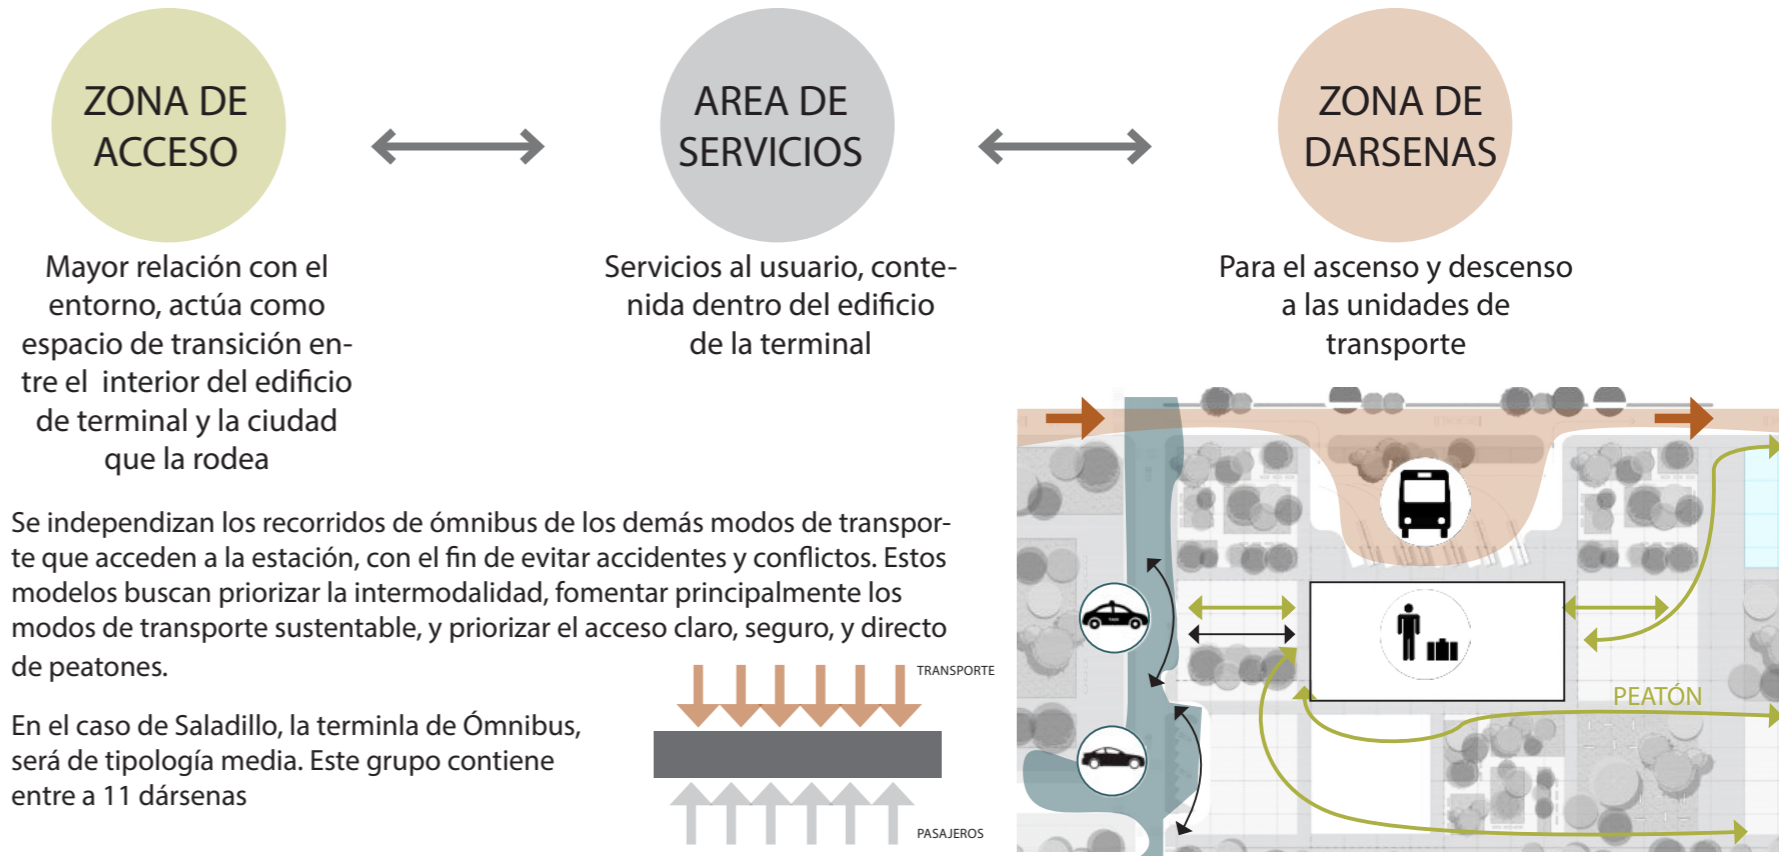 ZONA DE
ACCESO
AREA DE
SERVICIOS
ZONA DE
DARSENAS
Mayor relación con el
entorno, actúa como
espacio de transición en-
tre el  interior del edificio
de terminal y la ciudad
que la rodea
Servicios al usuario, conte-
nida dentro del edificio
de la terminal
Para el ascenso y descenso
a las unidades de
transporte
Se independizan los recorridos de ómnibus de los demás modos de transpor-
te que acceden a la estación, con el fin de evitar accidentes y conflictos. Estos
modelos buscan priorizar la intermodalidad, fomentar principalmente los
modos de transporte sustentable, y priorizar el acceso claro, seguro, y directo
de peatones.
En el caso de Saladillo, la terminla de Ómnibus,
será de tipología media. Este grupo contiene
entre a 11 dársenas
TRANSPORTE
PASAJEROS
PEATÓN